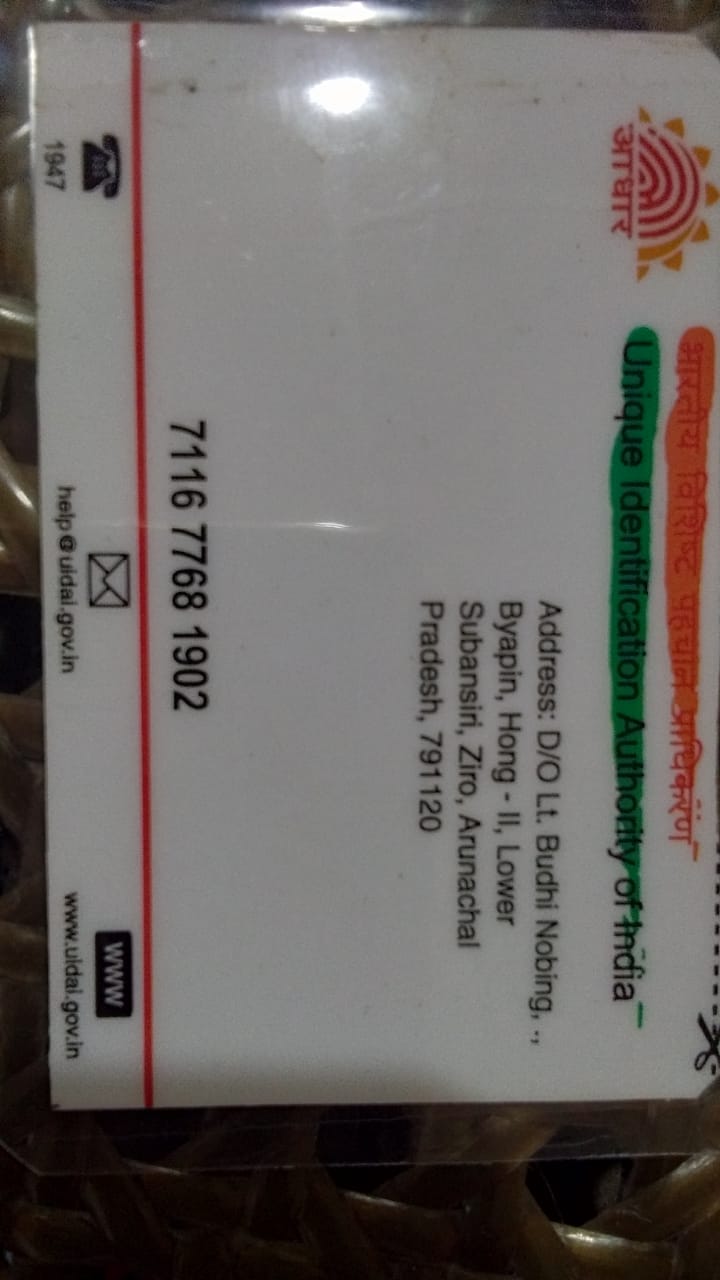 आधार
भारतीय विशिष्ट पहचान प्राधिकरण
Unique Identification Authority of India
Address: D/O Lt. Budhi Nobing, .,
Byapin, Hong - II, Lower
Subansiri, Ziro, Arunachal
Pradesh, 791120
7116 7768 1902
1947
help@uidai.gov.in
www
www.uidai.gov.in